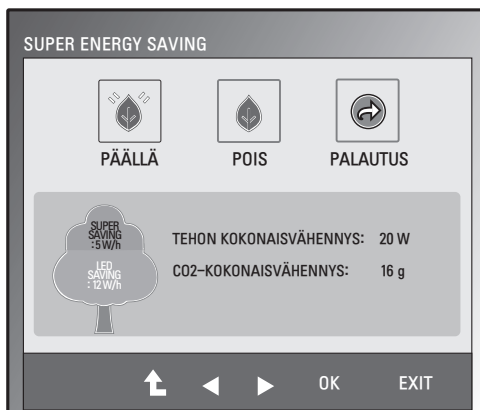 SUPER ENERGY SAVING
PÄÄLLÄ POIS PALAUTUS
SUPER
SAVING
:5 W/h
LED
SAVING
: 12 W/h
TEHON KOKONAISVÄHENNYS: 20 W
CO2-KOKONAISVÄHENNYS: 16 g
OK EXIT